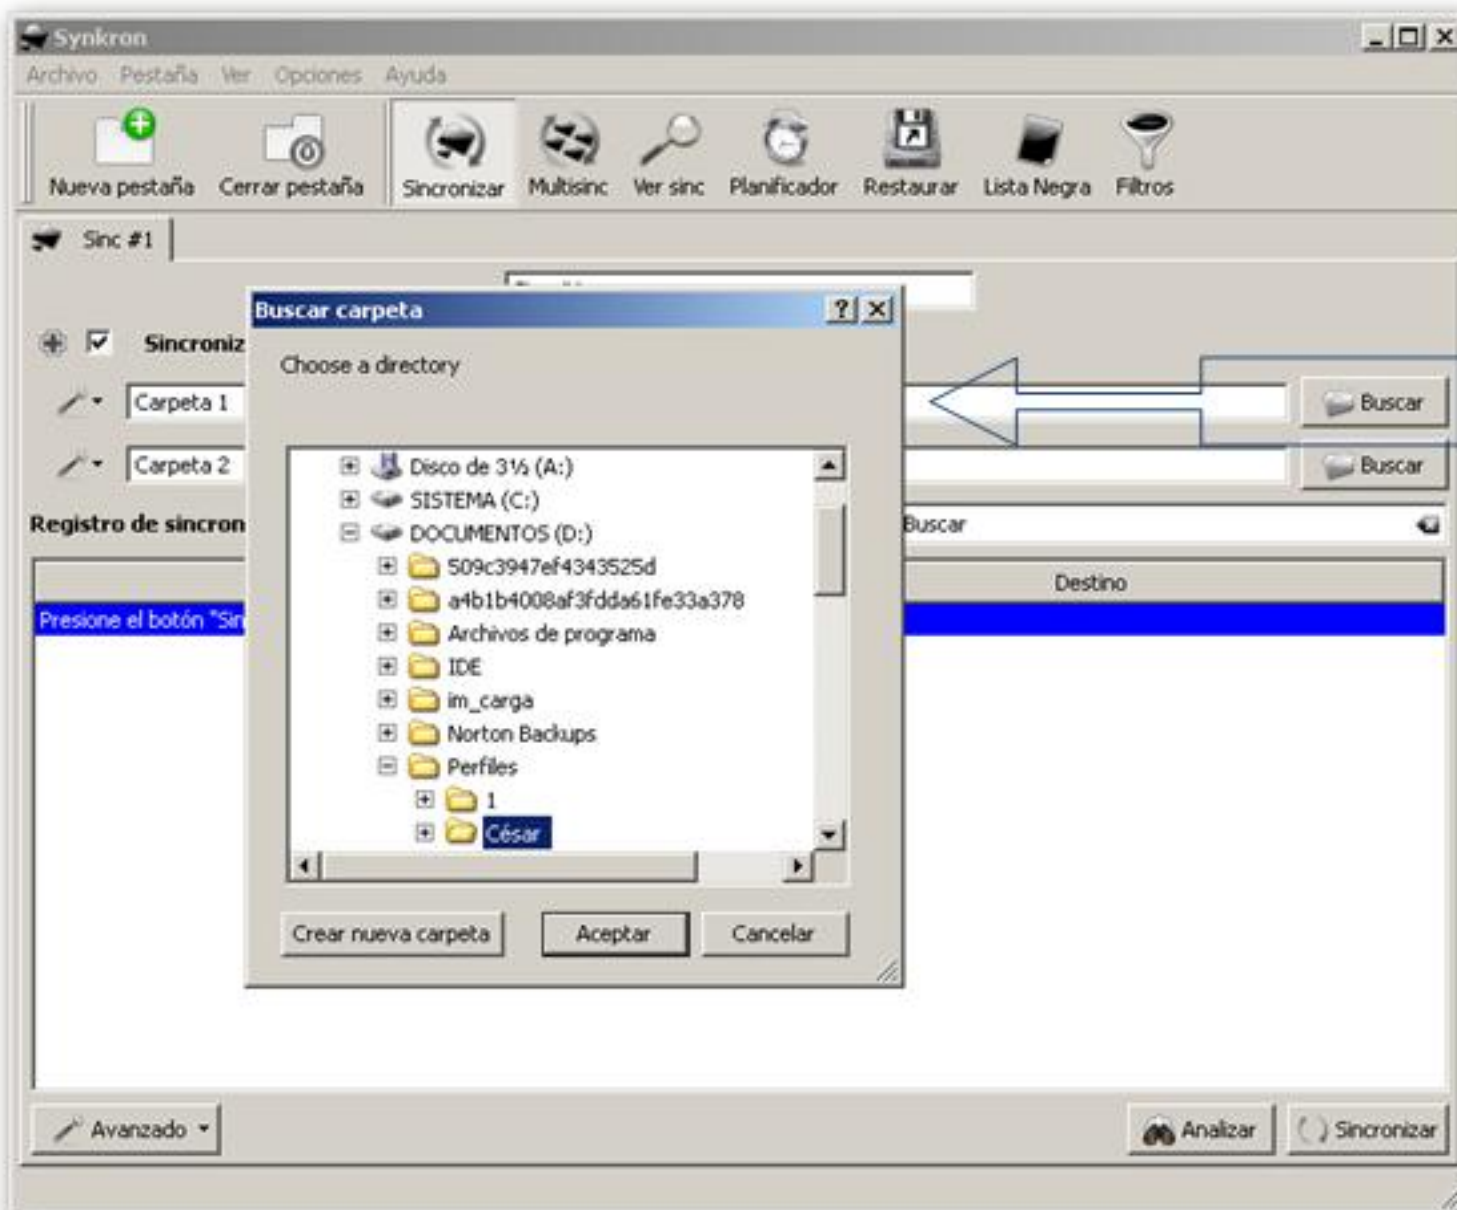 Synkron
Archivo Pestaña Ver Opciones Ayuda
Nueva pestaña Cerrar pestaña Sincronizar Multisinc Ver sinc Planificador Restaurar Lista Negra Filtros
Sinc #1
Buscar carpeta
Sincroniz
Choose a directory
Carpeta 1 Buscar
Carpeta 2 Buscar
Registro de sincron Buscar
Destino
Presione el botón "Sin
Disco de 3½ (A:)
SISTEMA (C:)
DOCUMENTOS (D:)
509c3947ef4343525d
a4b1b4008af3fdda61fe33a378
Archivos de programa
IDE
im_carga
Norton Backups
Perfiles
1
César
Crear nueva carpeta Aceptar Cancelar
Avanzado Analizar Sincronizar